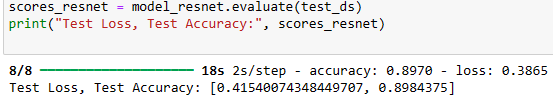 scores_resnet = model_resnet.evaluate(test_ds)
print("Test Loss, Test Accuracy:", scores_resnet)
8/8 ━━━━━━━━━━━━━━━━━━━━ 18s 2s/step - accuracy: 0.8970 - loss: 0.3865
Test Loss, Test Accuracy: [0.41540074348449707, 0.8984375]